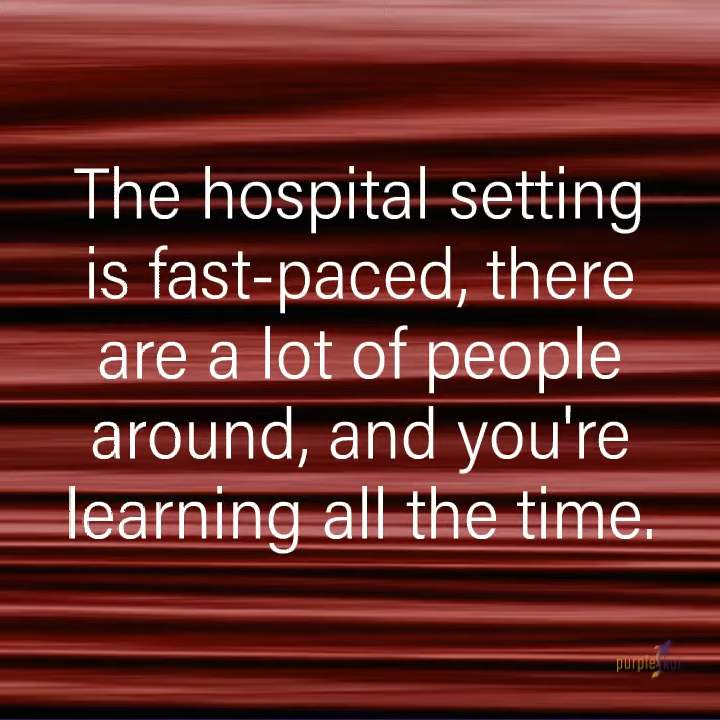 The hospital setting
is fast-paced, there
are a lot of people
around, and you're
learning all the time.
purple